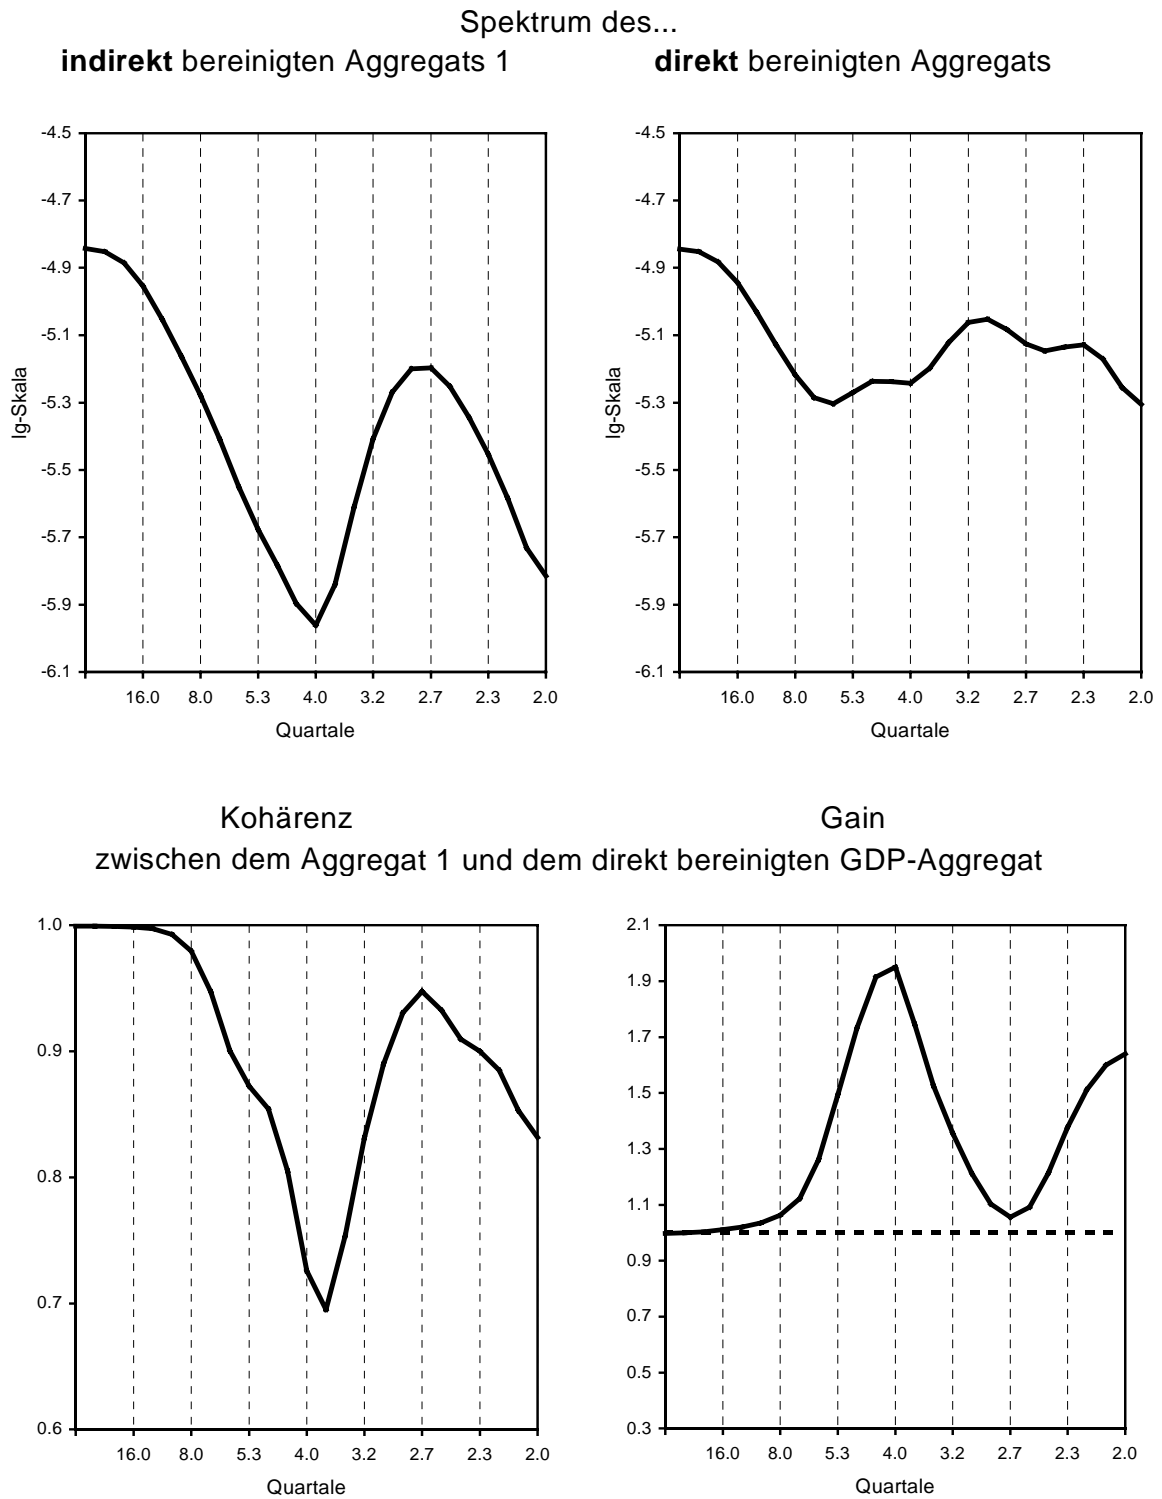 Spektrum des...
indirekt bereinigten Aggregats 1
direkt bereinigten Aggregats
-4.5
-4.7
-4.9
-5.1
-5.3
-5.5
-5.7
-5.9
-6.1
lg-Skala
16.0 8.0 5.3 4.0 3.2 2.7 2.3 2.0
Quartale
-4.5
-4.7
-4.9
-5.1
-5.3
-5.5
-5.7
-5.9
-6.1
lg-Skala
16.0 8.0 5.3 4.0 3.2 2.7 2.3 2.0
Quartale
Kohärenz
Gain
zwischen dem Aggregat 1 und dem direkt bereinigten GDP-Aggregat
1.0
0.9
0.8
0.7
0.6
16.0 8.0 5.3 4.0 3.2 2.7 2.3 2.0
Quartale
2.1
1.9
1.7
1.5
1.3
1.1
0.9
0.7
0.5
0.3
16.0 8.0 5.3 4.0 3.2 2.7 2.3 2.0
Quartale